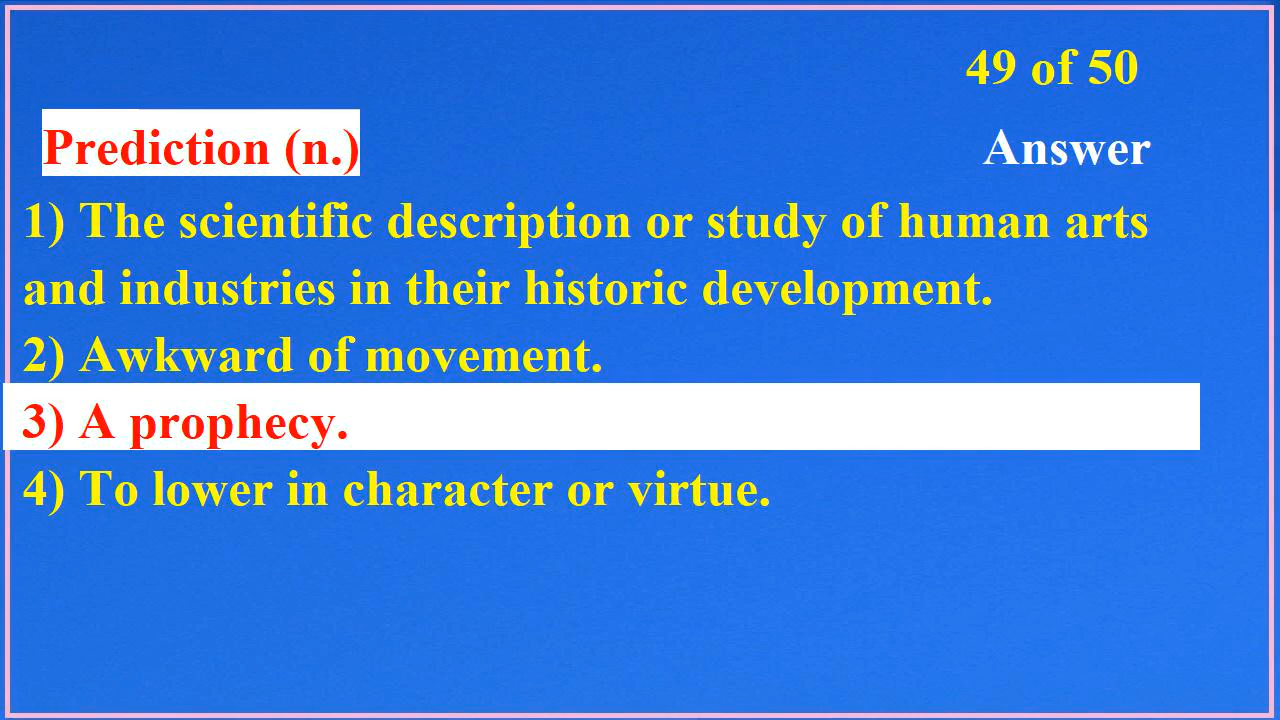 49 of 50
Prediction (n.)
Answer
1) The scientific description or study of human arts
and industries in their historic development.
2) Awkward of movement.
3) A prophecy.
4) To lower in character or virtue.